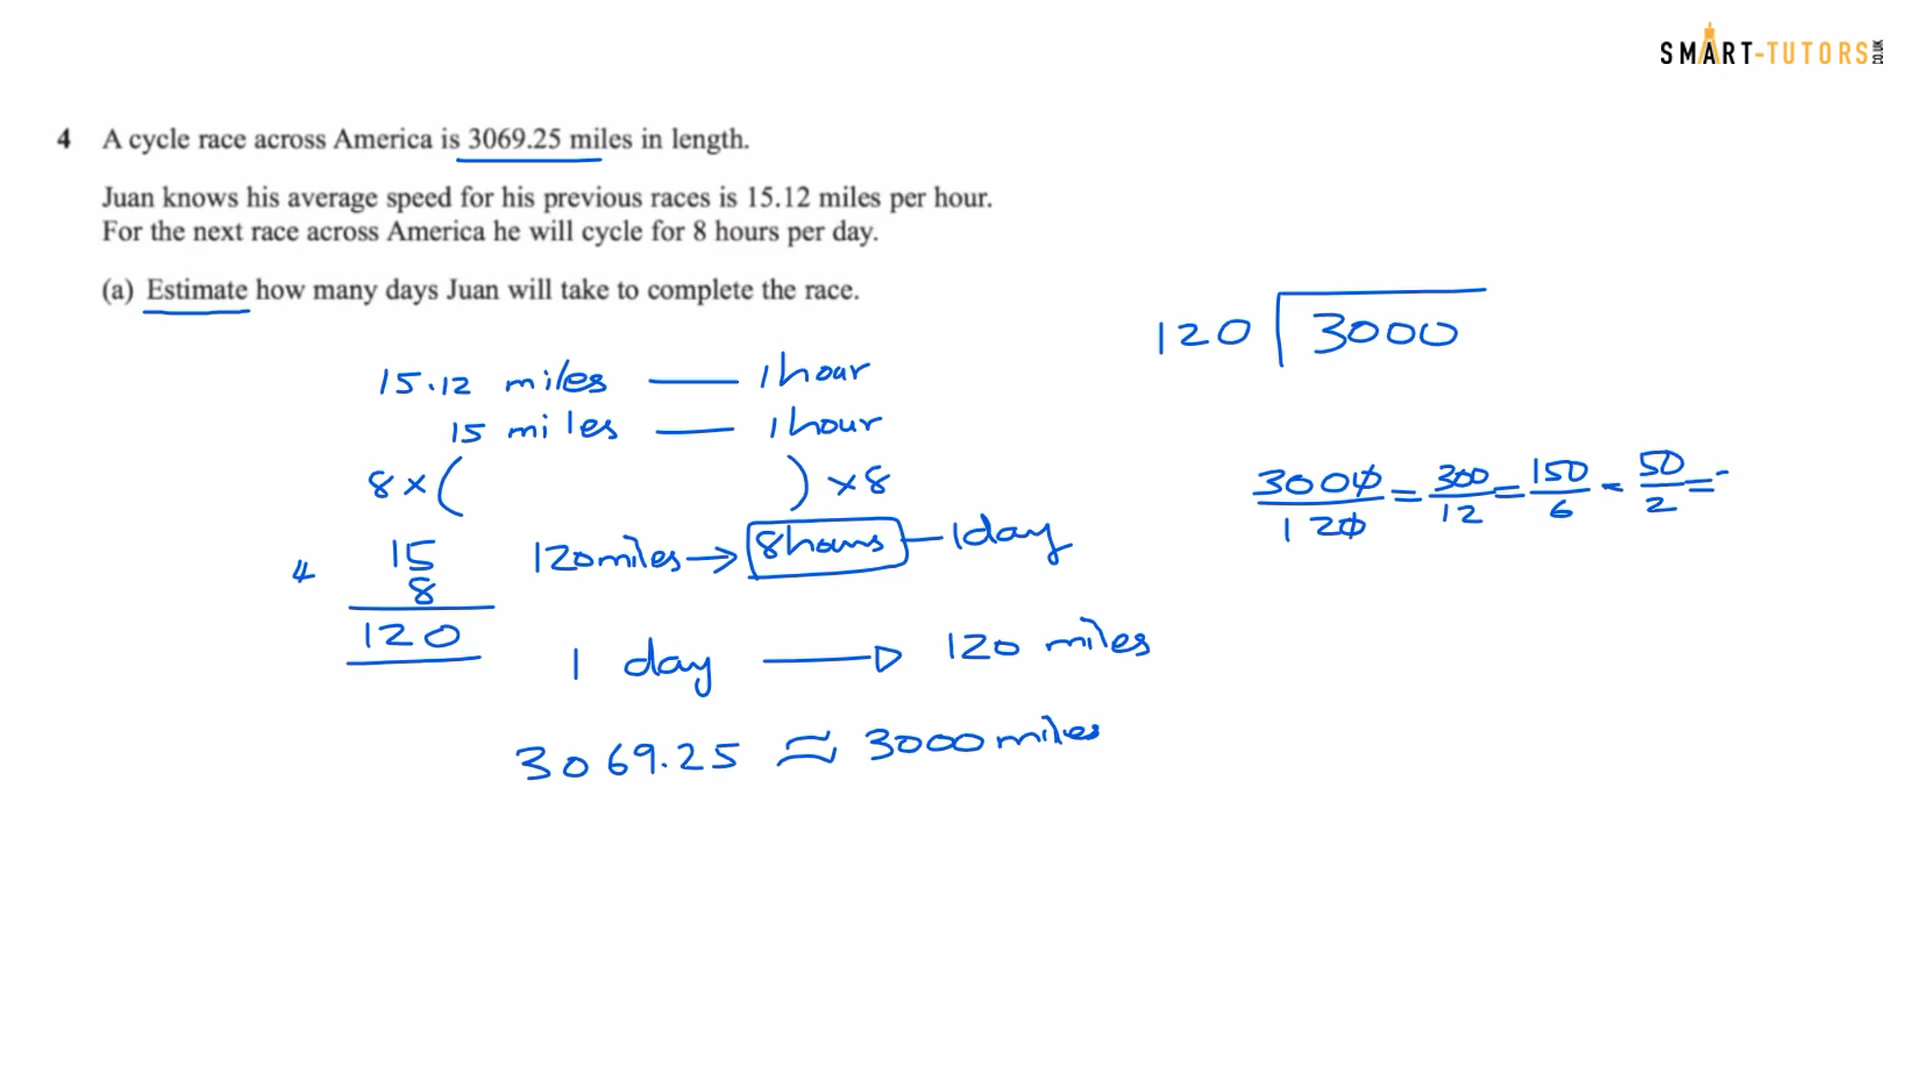 SMART-TUTORS.CO.UK
4 A cycle race across America is 3069.25 miles in length.
Juan knows his average speed for his previous races is 15.12 miles per hour.
For the next race across America he will cycle for 8 hours per day.
(a) Estimate how many days Juan will take to complete the race.
120 3000
15.12 miles — 1 hour
15 miles — 1 hour
8 × ( ) × 8
3000/120 = 300/12 = 150/6 = 50/2 =
15
8
120
4
120 miles → 8 hours — 1 day
1 day → 120 miles
3069.25 ≈ 3000 miles